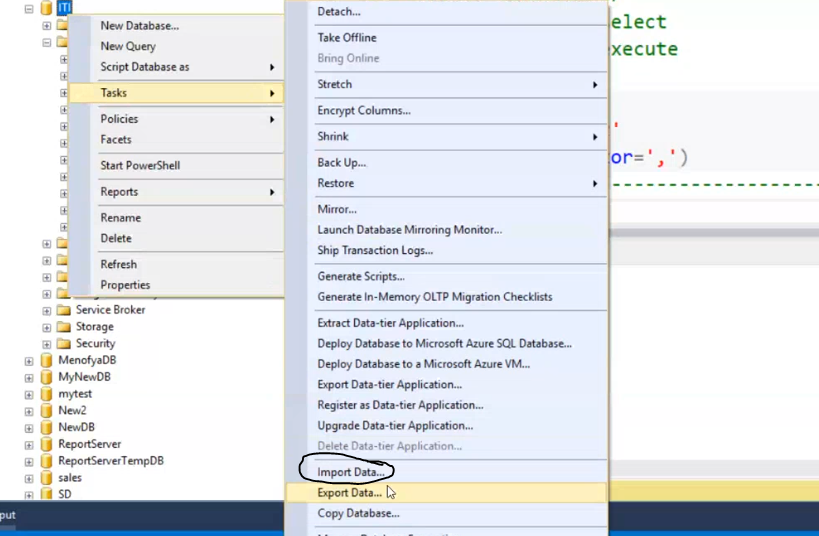 ITI
New Database...
New Query
Script Database as
Tasks
Policies
Facets
Start PowerShell
Reports
Rename
Delete
Refresh
Properties
Service Broker
Storage
Security
MenofyaDB
MyNewDB
mytest
New2
NewDB
ReportServer
ReportServerTempDB
sales
SD
put
Detach...
Take Offline
Bring Online
Stretch
Encrypt Columns...
Shrink
Back Up...
Restore
Mirror...
Launch Database Mirroring Monitor...
Ship Transaction Logs...
Generate Scripts...
Generate In-Memory OLTP Migration Checklists
Extract Data-tier Application...
Deploy Database to Microsoft Azure SQL Database...
Deploy Database to a Microsoft Azure VM...
Export Data-tier Application...
Register as Data-tier Application...
Upgrade Data-tier Application...
Delete Data-tier Application...
Import Data...
Export Data...
Copy Database...
elect
execute
'
or=',')
--------------------